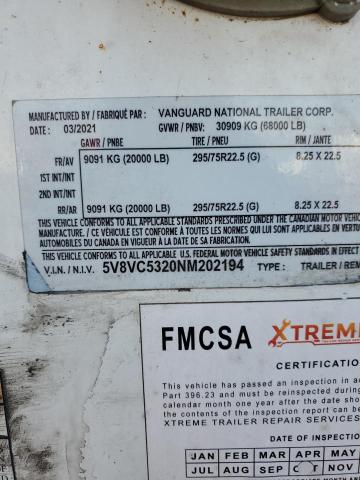 MANUFACTURED BY / FABRIQUÉ PAR : VANGUARD NATIONAL TRAILER CORP.
DATE : 03/2021 GVWR / PNBV: 30909 KG (68000 LB)
GAWR / PNBE TIRE / PNEU RIM / JANTE
FR/AV 9091 KG (20000 LB) 295/75R22.5 (G) 8.25 X 22.5
1ST INT/INT
2ND INT/INT
RR/AR 9091 KG (20000 LB) 295/75R22.5 (G) 8.25 X 22.5
THIS VEHICLE CONFORMS TO ALL APPLICABLE STANDARDS PRESCRIBED UNDER THE CANADIAN MOTOR VEHICLE
CE VEHICULE EST CONFORME A TOUTES LES NORMES QUI LUI SONT APPLICABLES EN VERTU
AUTOMOBILES DU CANADA EN VIGUEUR A LA DATE DE SA FABRICATION
THIS VEHICLE CONFORMS TO ALL APPLICABLE U.S. FEDERAL MOTOR VEHICLE SAFETY STANDARDS
V.I.N. / N.I.V. 5V8VC5320NM202194 TYPE : TRAILER / REM
FMCSA XTREME
CERTIFICATION
This vehicle has passed an inspection in
Part 396.23 and must be reinspected during
calendar month one year after the date shown
the contents of the inspection report can be
XTREME TRAILER REPAIR SERVICES
DATE OF INSPECTION
JAN FEB MAR APR MAY
JUL AUG SEP NOV